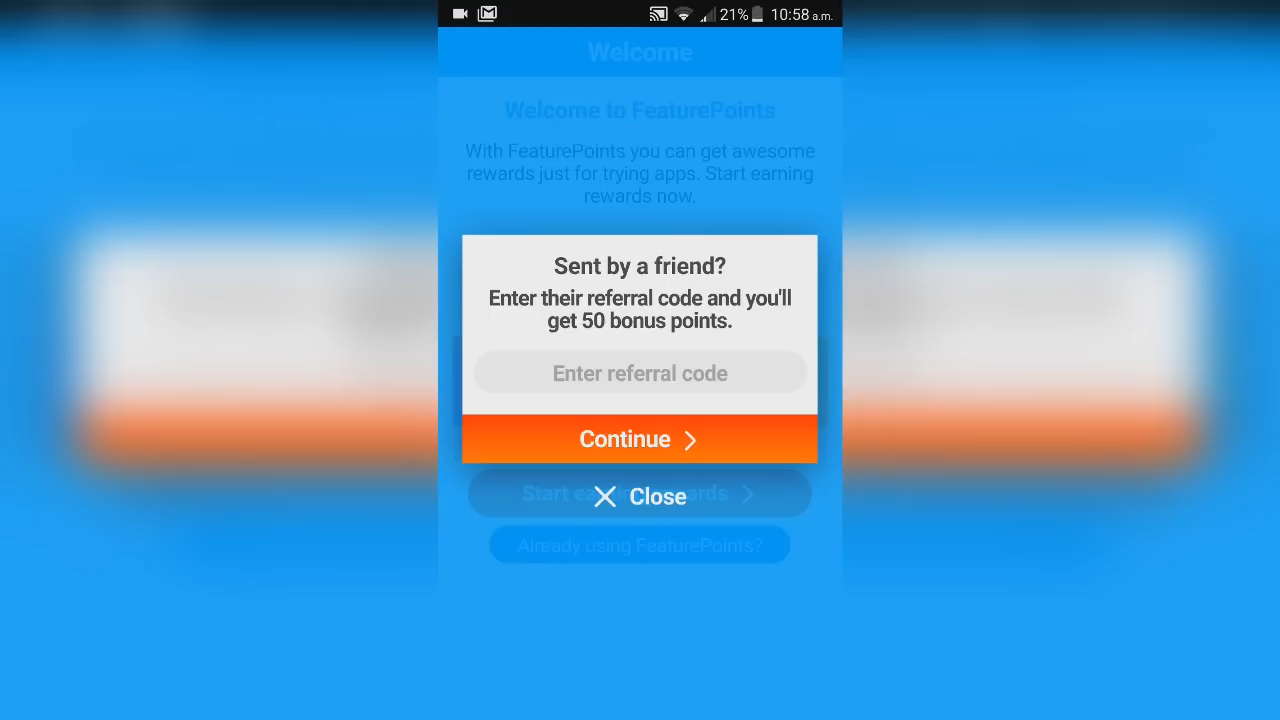 21% 10:58 a.m.
Welcome
Welcome to FeaturePoints
With FeaturePoints you can get awesome
rewards just for trying apps. Start earning
rewards now.
Sent by a friend?
Enter their referral code and you'll
get 50 bonus points.
Enter referral code
Continue
Start earning rewards
Close
Already using FeaturePoints?